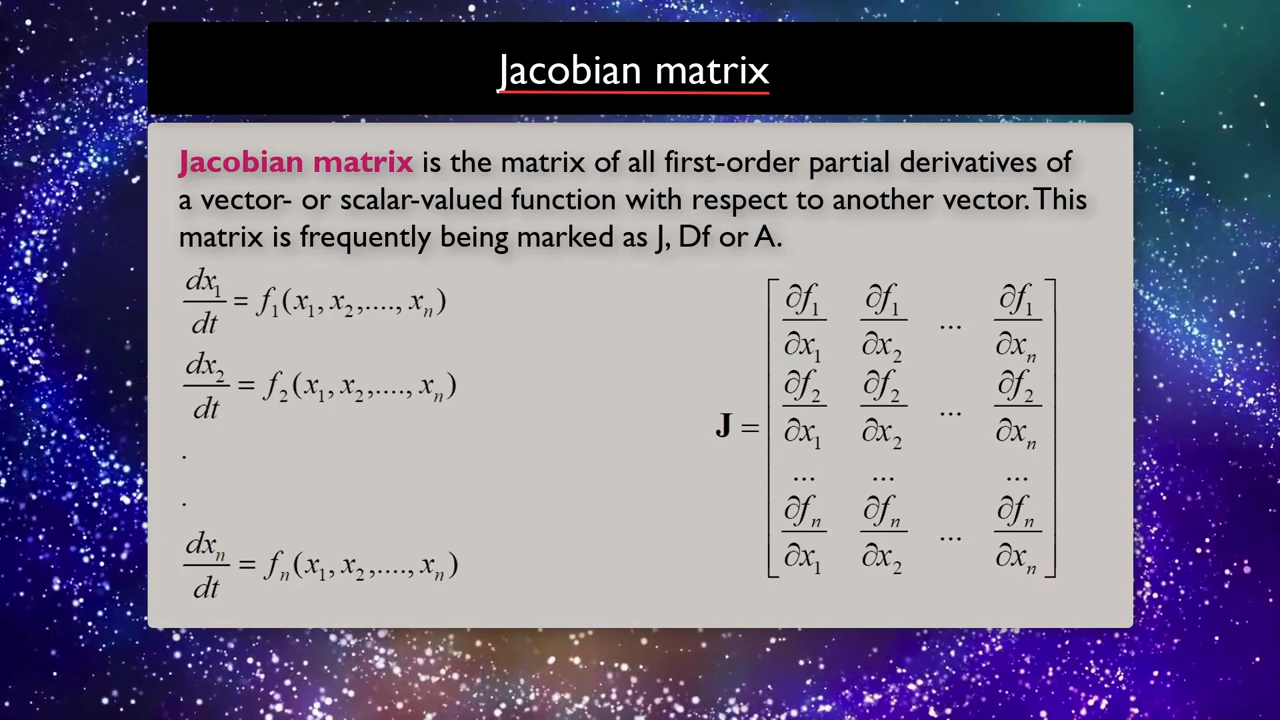 Jacobian matrix
Jacobian matrix is the matrix of all first-order partial derivatives of
a vector- or scalar-valued function with respect to another vector. This
matrix is frequently being marked as J, Df or A.
dx₁/dt = f₁(x₁, x₂,...., xₙ)
dx₂/dt = f₂(x₁, x₂,...., xₙ)
.
.
dxₙ/dt = fₙ(x₁, x₂,...., xₙ)
J = [ ∂f₁/∂x₁ ∂f₁/∂x₂ ... ∂f₁/∂xₙ
∂f₂/∂x₁ ∂f₂/∂x₂ ... ∂f₂/∂xₙ
... ... ...
∂fₙ/∂x₁ ∂fₙ/∂x₂ ... ∂fₙ/∂xₙ ]